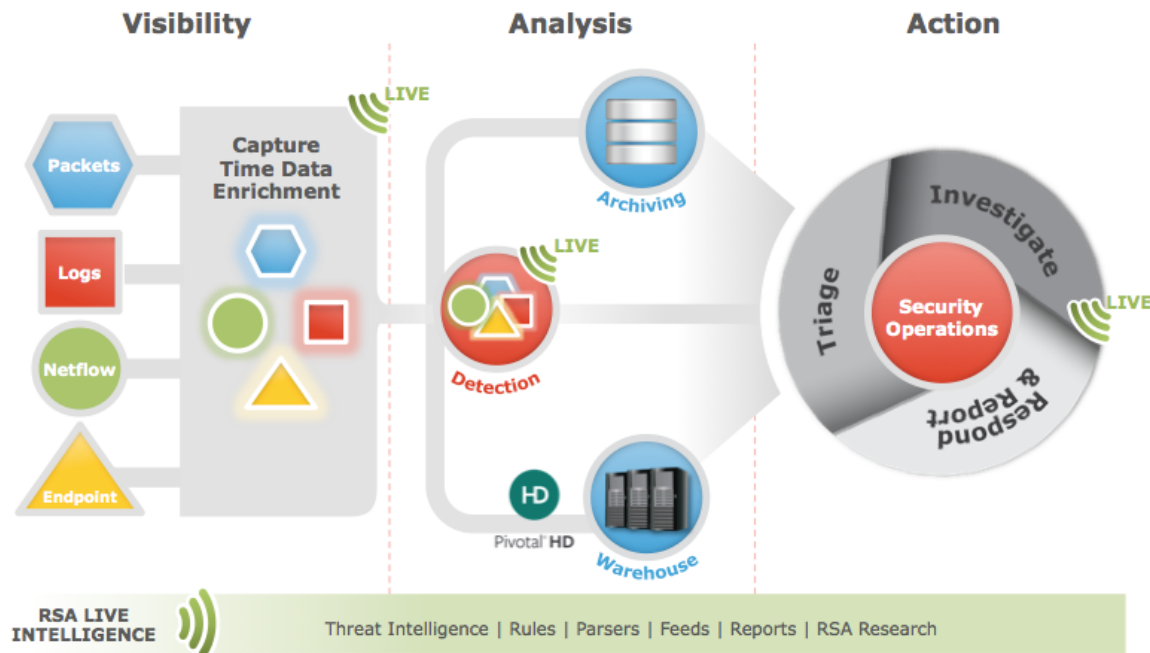 Visibility
Analysis
Action
LIVE
Packets
Capture
Time Data
Enrichment
Logs
Netflow
Endpoint
Archiving
LIVE
Detection
HD
Pivotal HD
Warehouse
Triage
Investigate
LIVE
Security
Operations
Respond
& Report
RSA LIVE
INTELLIGENCE
Threat Intelligence | Rules | Parsers | Feeds | Reports | RSA Research